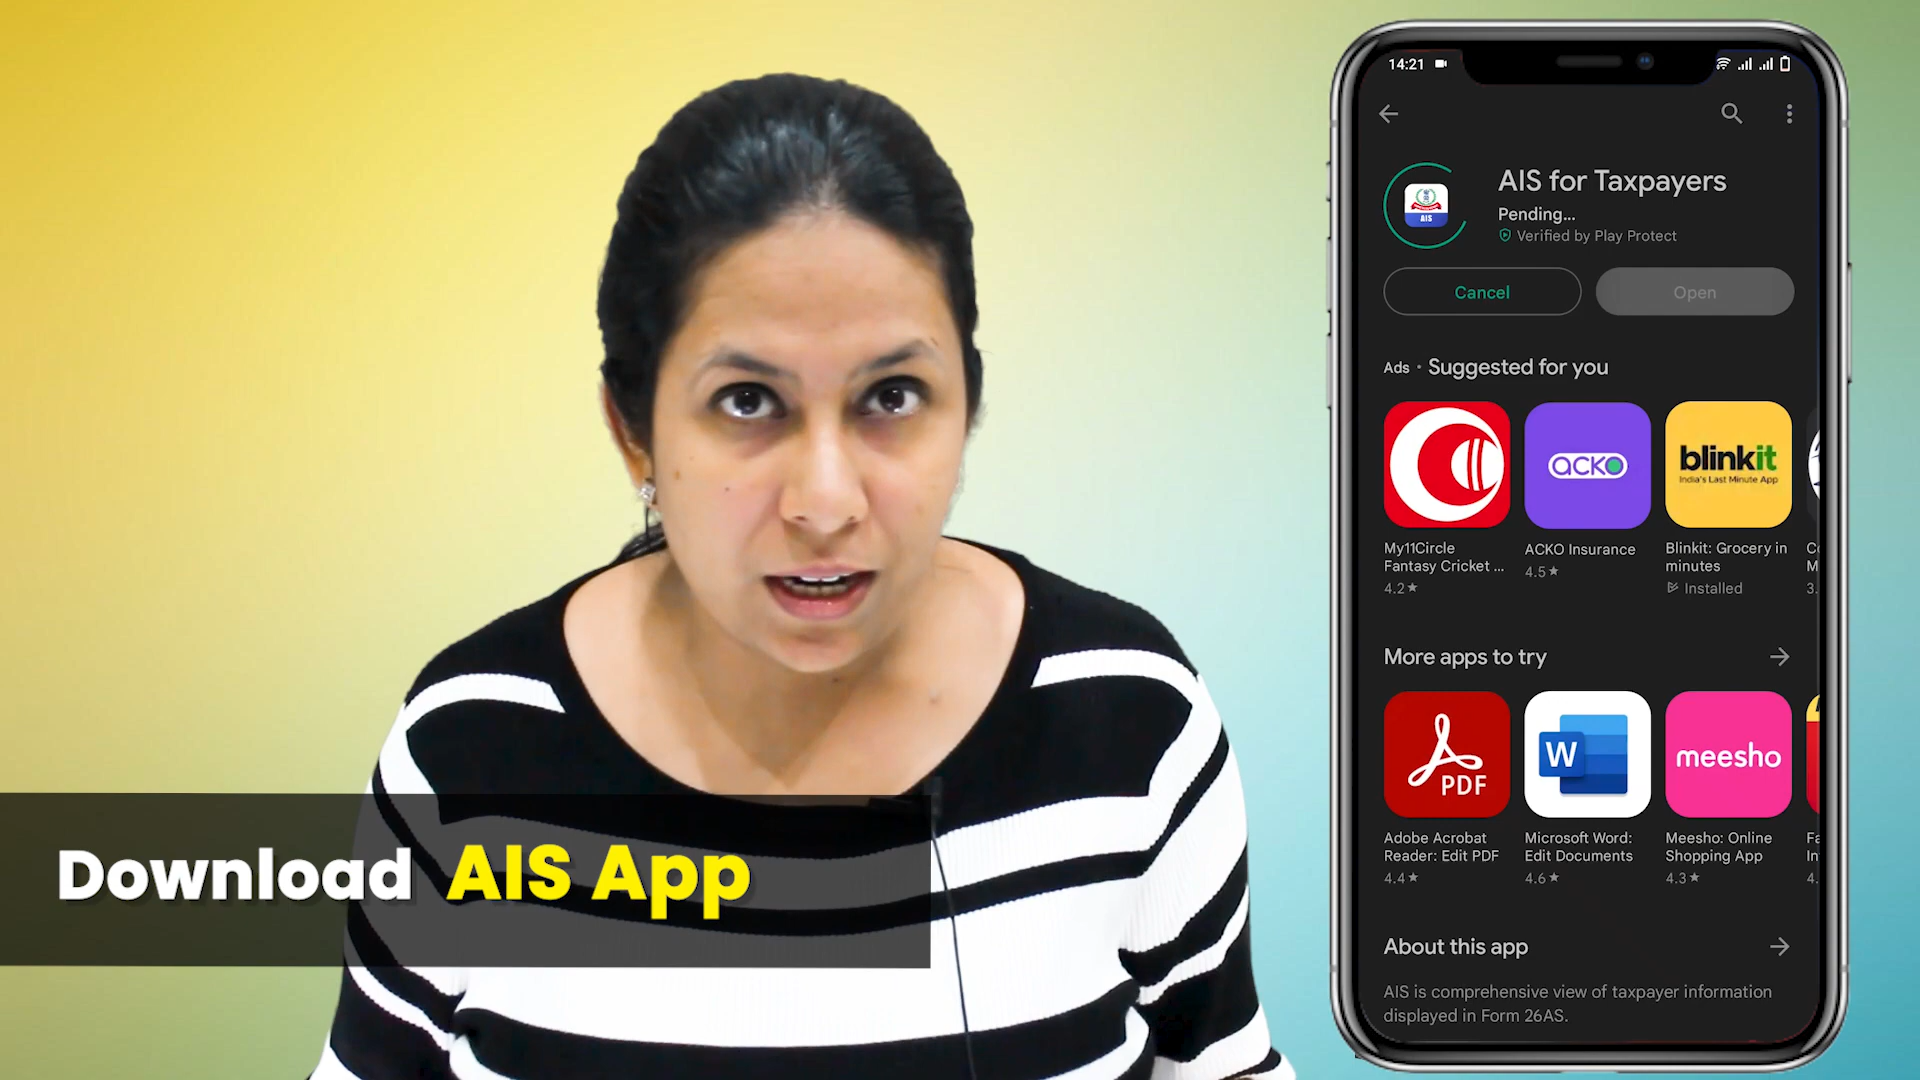 Download AIS App
14:21
AIS for Taxpayers
AIS
Pending...
Verified by Play Protect
Cancel
Open
Ads • Suggested for you
acko
blinkit
India's Last Minute App
My11Circle
Fantasy Cricket ...
4.2★
ACKO Insurance
4.5★
Blinkit: Grocery in
minutes
Installed
3.
More apps to try
PDF
W
meesho
Adobe Acrobat
Reader: Edit PDF
4.4★
Microsoft Word:
Edit Documents
4.6★
Meesho: Online
Shopping App
4.3★
4.
About this app
AIS is comprehensive view of taxpayer information
displayed in Form 26AS.